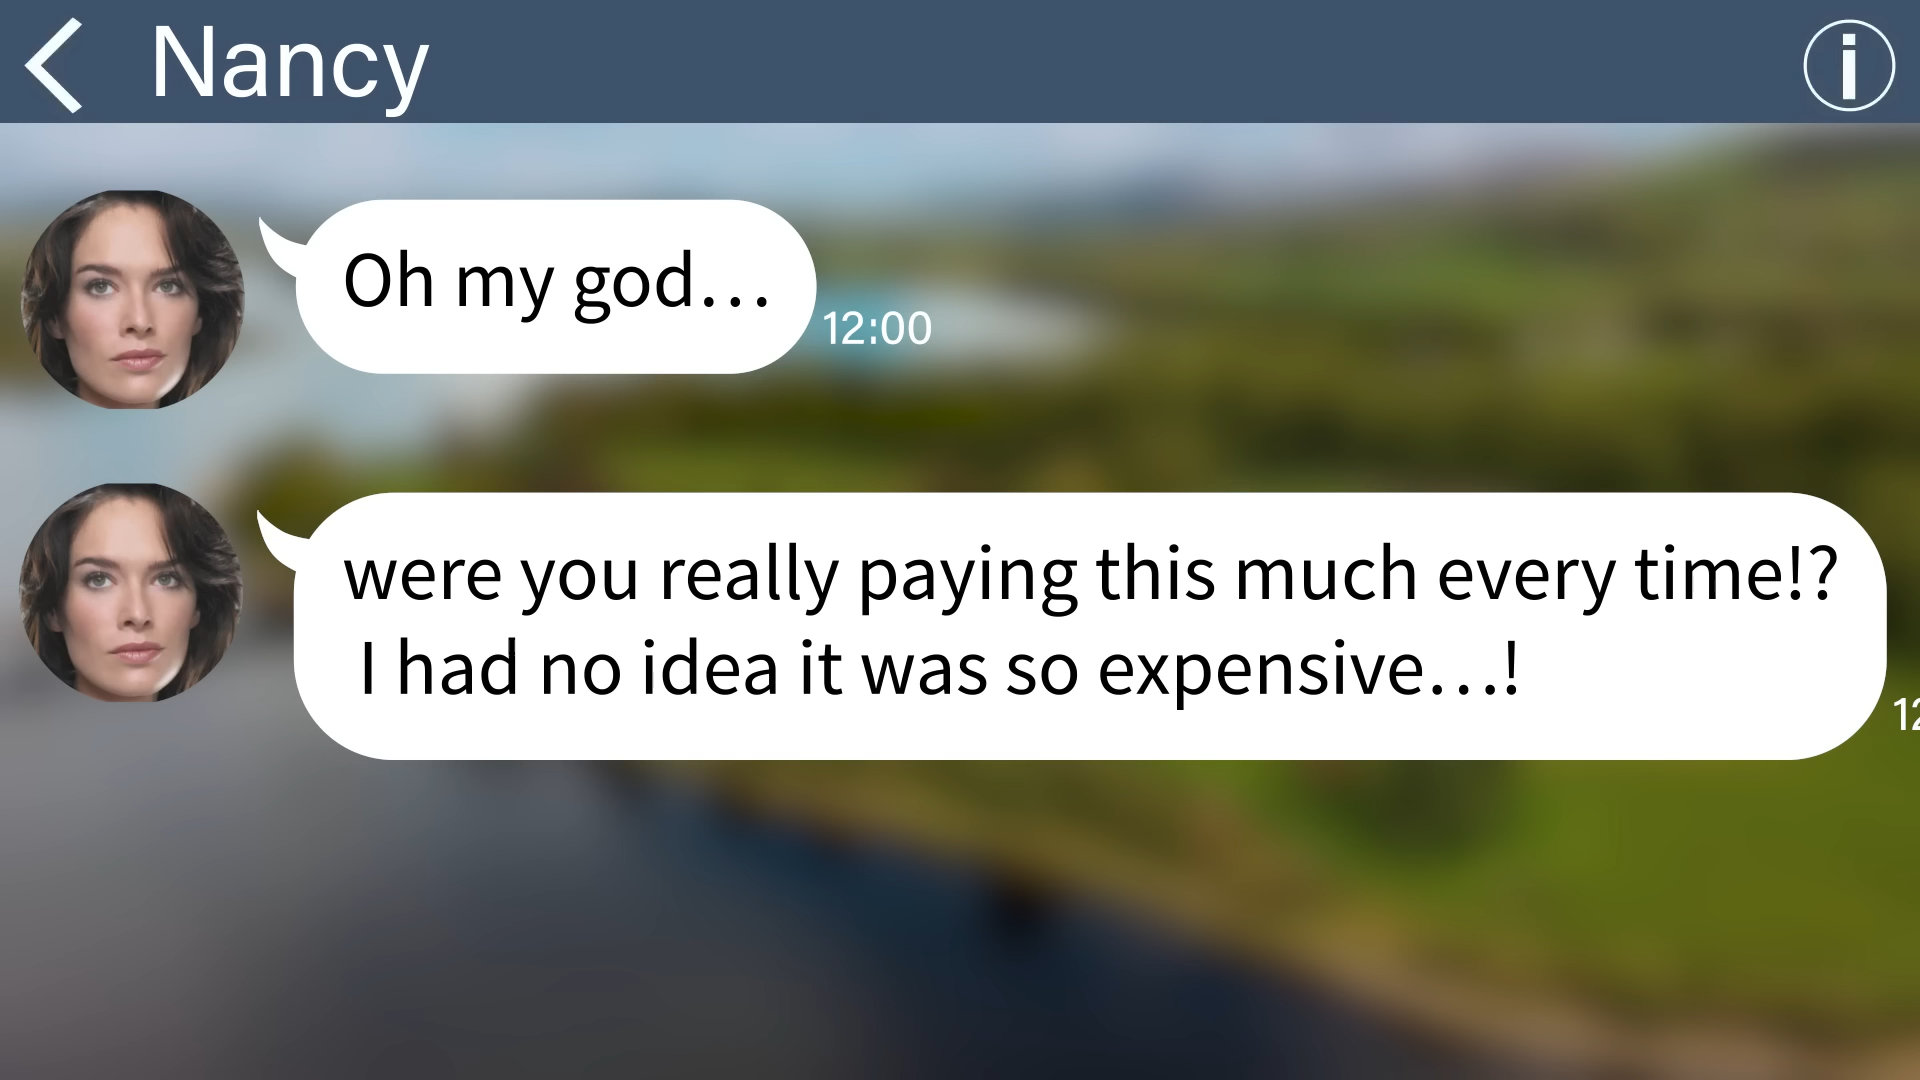 Nancy
Oh my god…
12:00
were you really paying this much every time!?
I had no idea it was so expensive…!
12